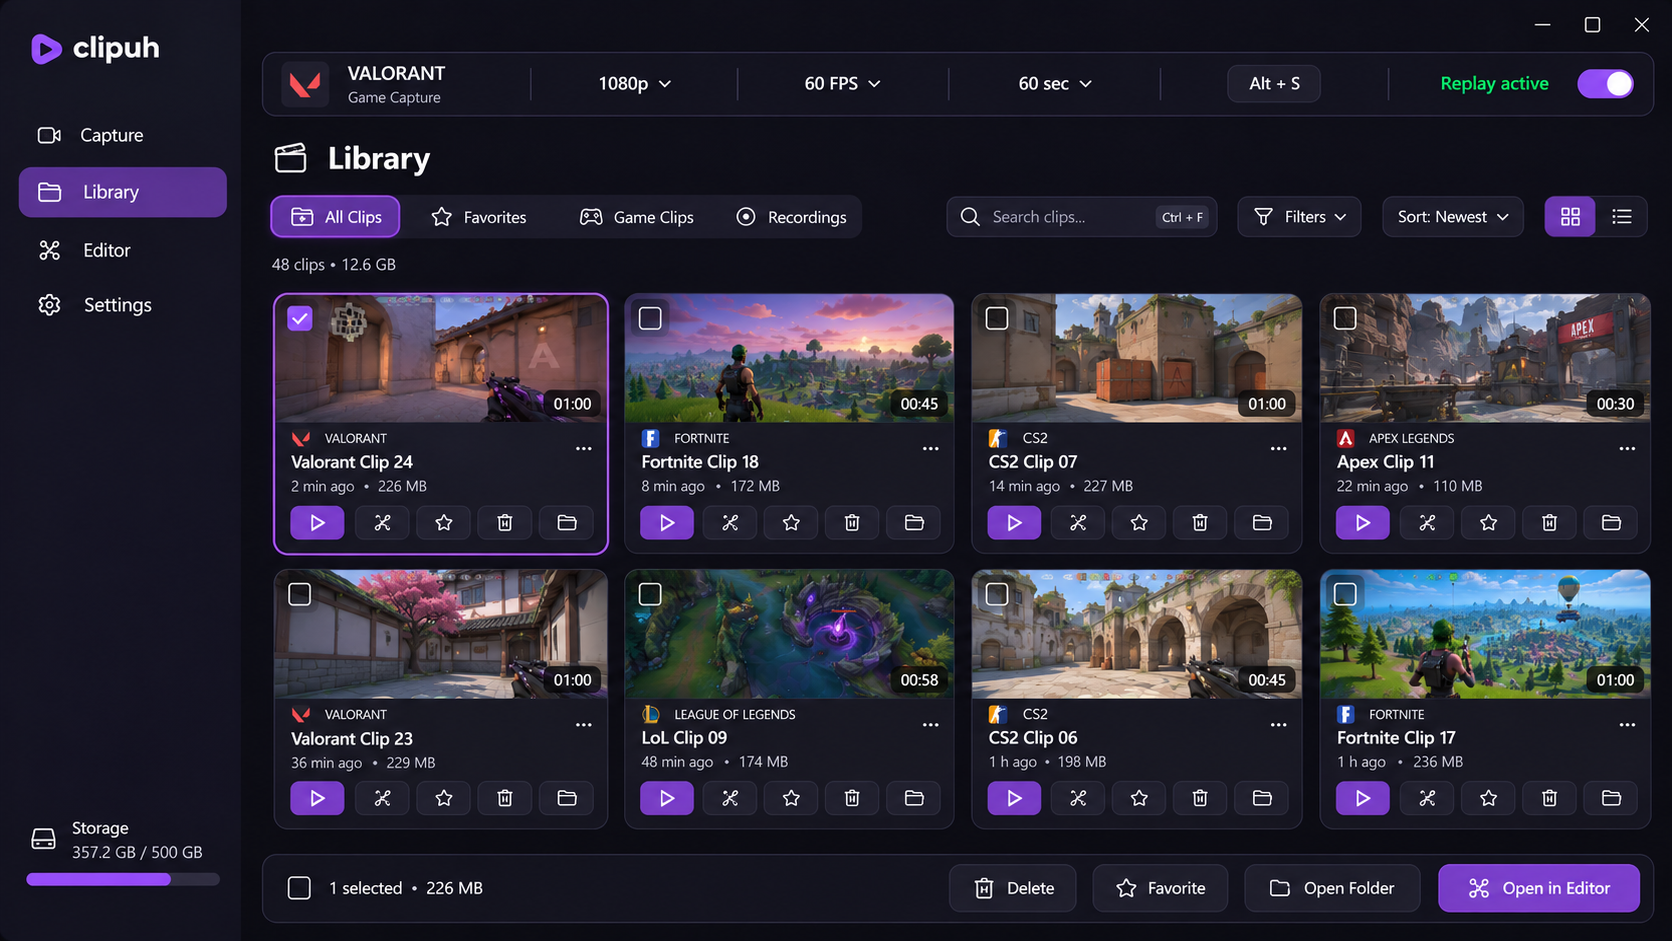 clipuh
Capture
Library
Editor
Settings
Storage
357.2 GB / 500 GB
VALORANT
Game Capture
1080p
60 FPS
60 sec
Alt + S
Replay active
Library
All Clips
Favorites
Game Clips
Recordings
Search clips...
Ctrl + F
Filters
Sort: Newest
48 clips • 12.6 GB
A
01:00
VALORANT
Valorant Clip 24
2 min ago • 226 MB
00:45
FORTNITE
Fortnite Clip 18
8 min ago • 172 MB
A
01:00
CS2
CS2 Clip 07
14 min ago • 227 MB
APEX
00:30
APEX LEGENDS
Apex Clip 11
22 min ago • 110 MB
01:00
VALORANT
Valorant Clip 23
36 min ago • 229 MB
00:58
LEAGUE OF LEGENDS
LoL Clip 09
48 min ago • 174 MB
00:45
CS2
CS2 Clip 06
1 h ago • 198 MB
01:00
FORTNITE
Fortnite Clip 17
1 h ago • 236 MB
1 selected • 226 MB
Delete
Favorite
Open Folder
Open in Editor